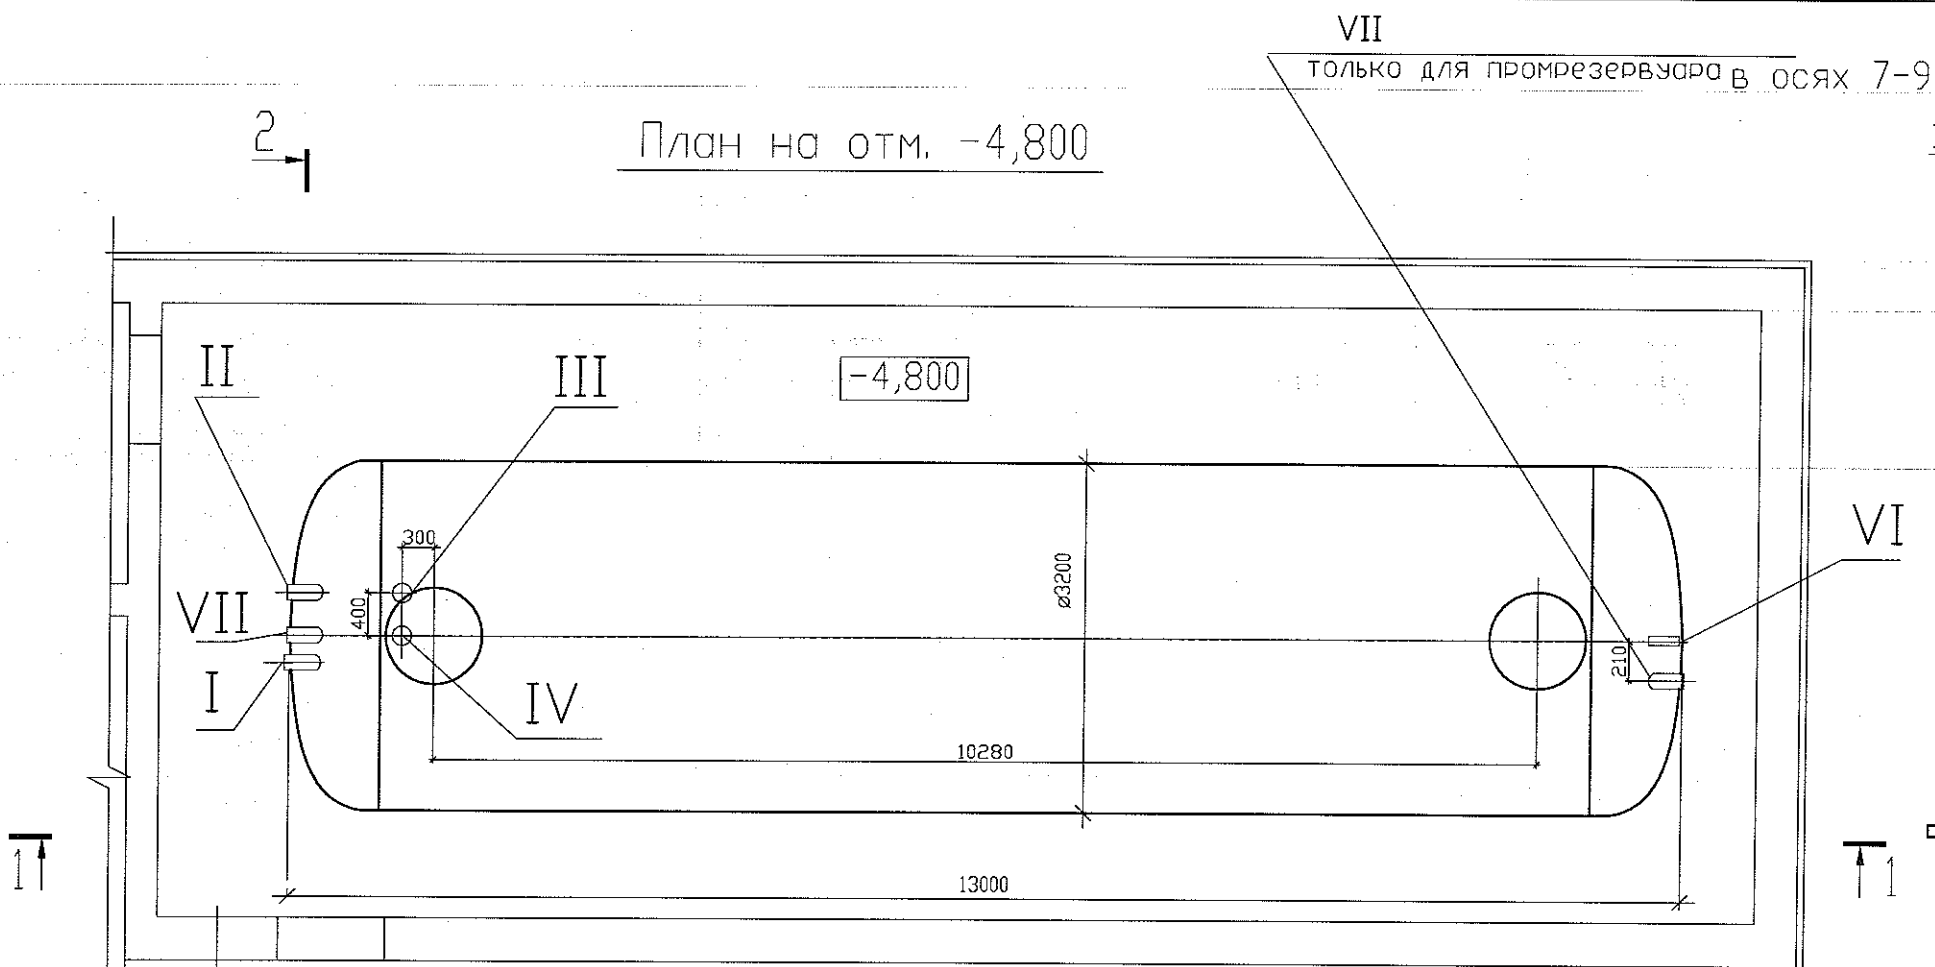 VII
только для промрезервуара в осях 7-9
2
План на отм. -4,800
II
III
-4,800
VI
300
400
ø3200
VII
210
I
IV
10280
1
13000
1